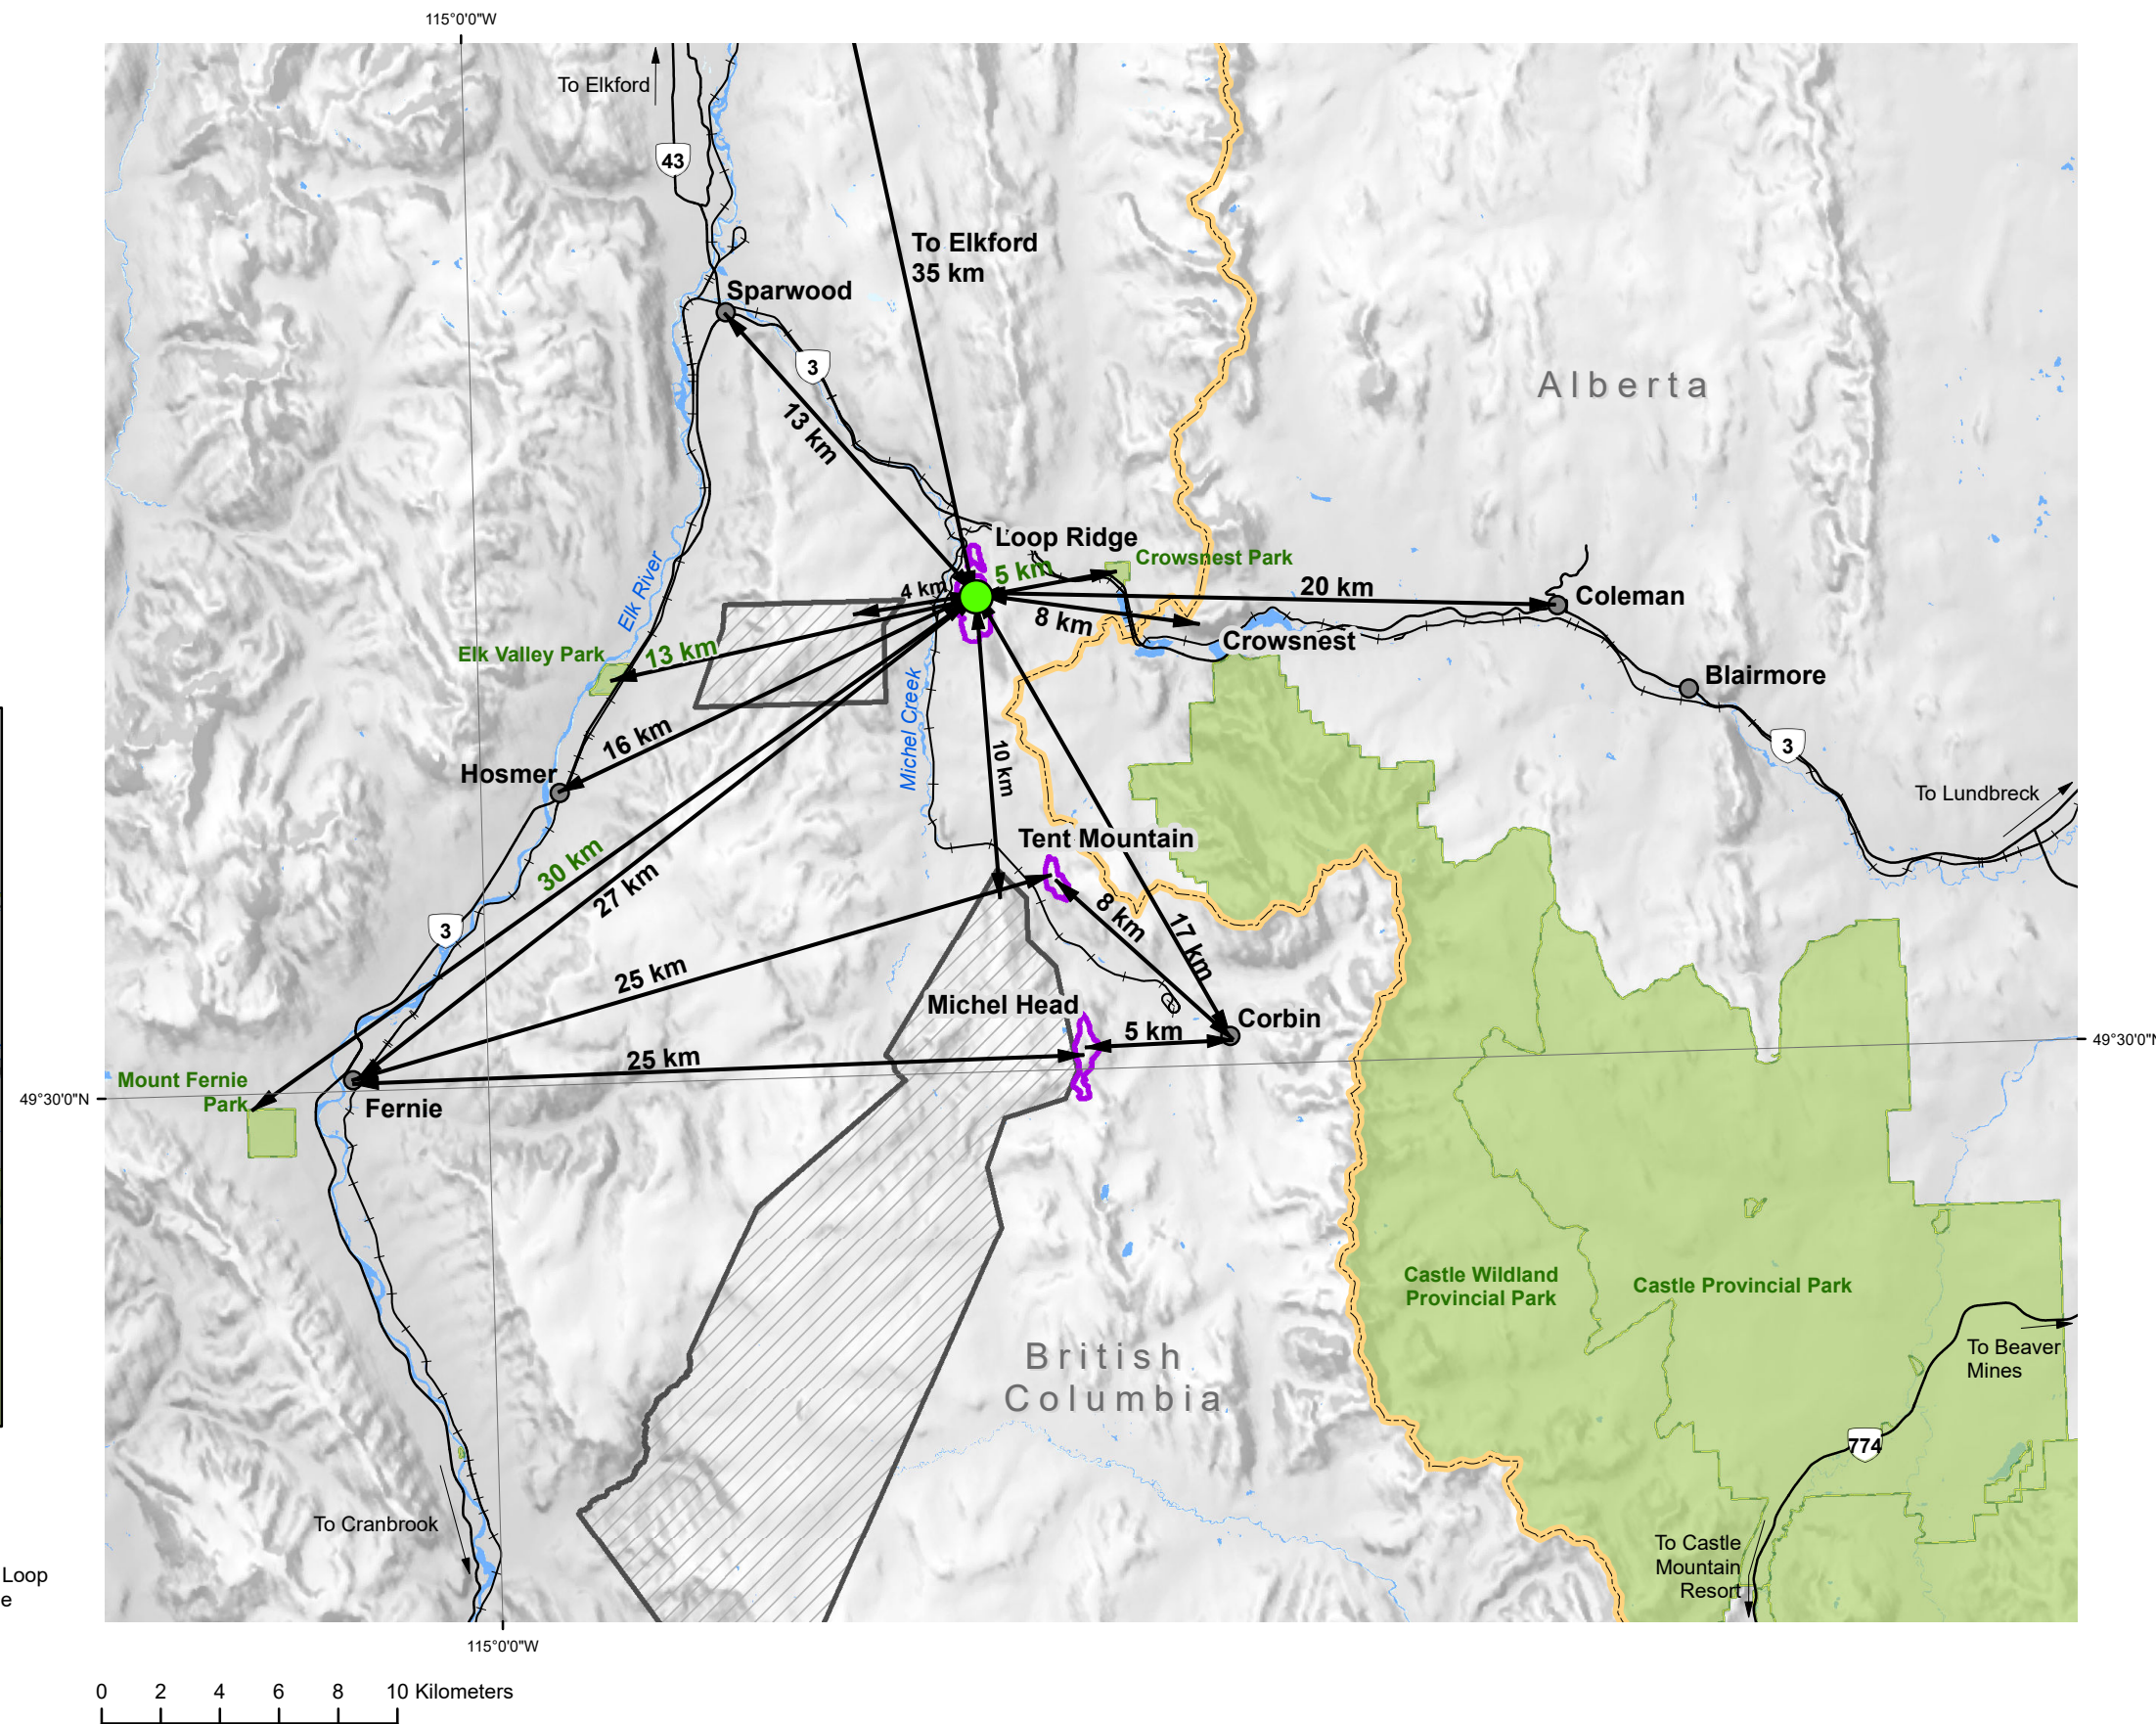 115°0'0"W
To Elkford
43
To Elkford
35 km
Sparwood
3
13 km
Alberta
Loop Ridge
Crowsnest Park
5 km
4 km
20 km
Coleman
8 km
Crowsnest
Elk River
Elk Valley Park
13 km
Blairmore
Michel Creek
16 km
10 km
3
Hosmer
To Lundbreck
Tent Mountain
30 km
27 km
8 km
17 km
3
25 km
Michel Head
Corbin
5 km
49°30'0"N
25 km
Mount Fernie
Park
49°30'0"N
Fernie
Castle Wildland
Provincial Park
Castle Provincial Park
British
Columbia
To Beaver
Mines
774
To Cranbrook
To Castle
Mountain
Resort
Loop
e
115°0'0"W
0 2 4 6 8 10 Kilometers